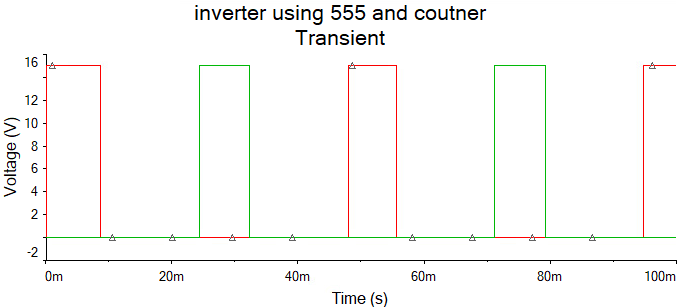 inverter using 555 and coutner
Transient
Voltage (V)
16
12
10
8
6
4
2
-2
0m 20m 40m 60m 80m 100m
Time (s)